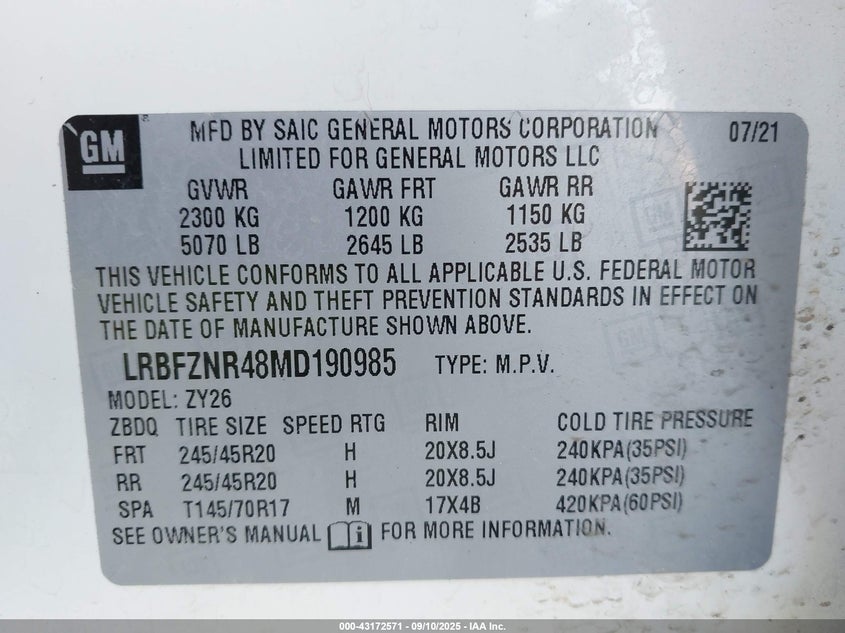 GM
MFD BY SAIC GENERAL MOTORS CORPORATION 07/21
LIMITED FOR GENERAL MOTORS LLC
GVWR GAWR FRT GAWR RR
2300 KG 1200 KG 1150 KG
5070 LB 2645 LB 2535 LB
THIS VEHICLE CONFORMS TO ALL APPLICABLE U.S. FEDERAL MOTOR
VEHICLE SAFETY AND THEFT PREVENTION STANDARDS IN EFFECT ON
THE DATE OF MANUFACTURE SHOWN ABOVE.
LRBFZNR48MD190985 TYPE: M.P.V.
MODEL: ZY26
ZBDQ TIRE SIZE SPEED RTG RIM COLD TIRE PRESSURE
FRT 245/45R20 H 20X8.5J 240KPA(35PSI)
RR 245/45R20 H 20X8.5J 240KPA(35PSI)
SPA T145/70R17 M 17X4B 420KPA(60PSI)
SEE OWNER'S MANUAL i FOR MORE INFORMATION.
000-43172571 - 09/10/2025 - IAA Inc.